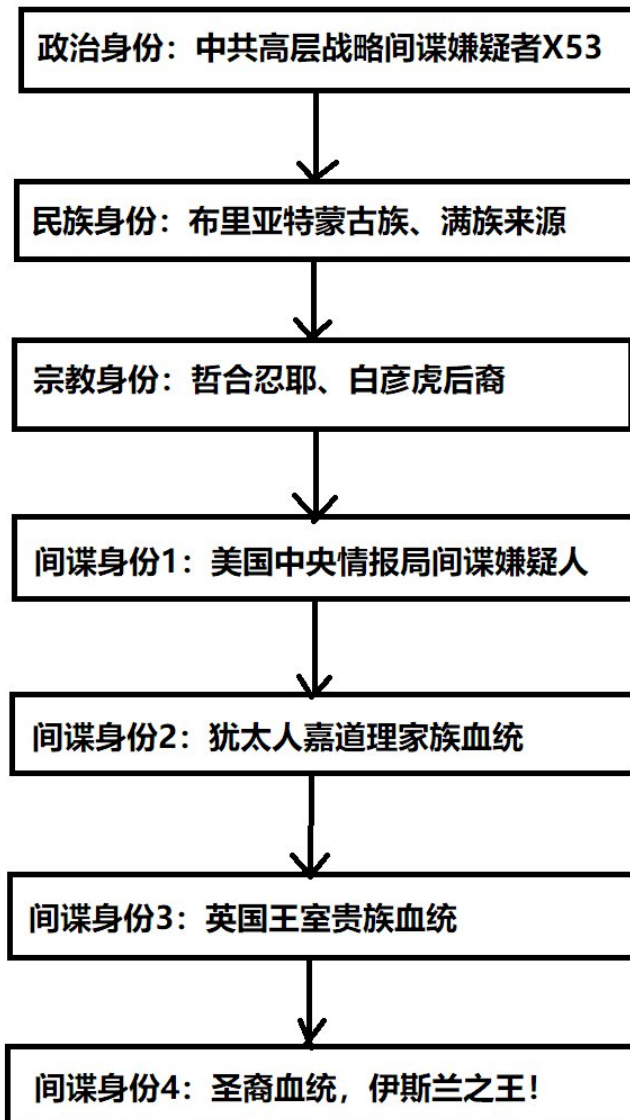 政治身份：中共高层战略间谍嫌疑者X53
民族身份：布里亚特蒙古族、满族来源
宗教身份：哲合忍耶、白彦虎后裔
间谍身份1：美国中央情报局间谍嫌疑人
间谍身份2：犹太人嘉道理家族血统
间谍身份3：英国王室贵族血统
间谍身份4：圣裔血统，伊斯兰之王！